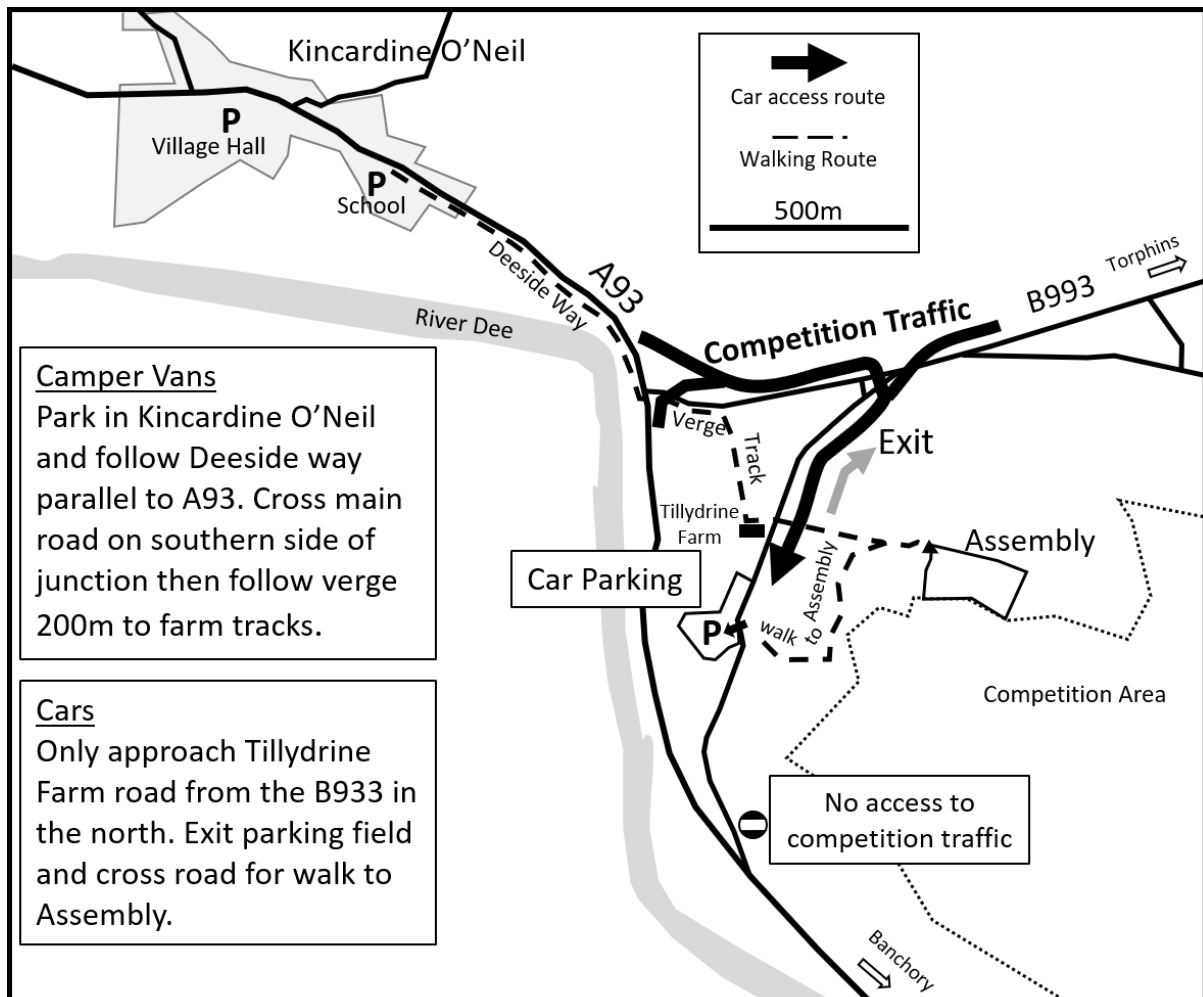 Kincardine O’Neil
P
Village Hall
P
School
Car access route
Walking Route
500m
Deeside Way
A93
River Dee
Competition Traffic
B993
Torphins
Camper Vans
Park in Kincardine O’Neil
and follow Deeside way
parallel to A93. Cross main
road on southern side of
junction then follow verge
200m to farm tracks.
Verge
Track
Exit
Tillydrine
Farm
Assembly
Car Parking
P
walk
to Assembly
Competition Area
Cars
Only approach Tillydrine
Farm road from the B933 in
the north. Exit parking field
and cross road for walk to
Assembly.
No access to
competition traffic
Banchory